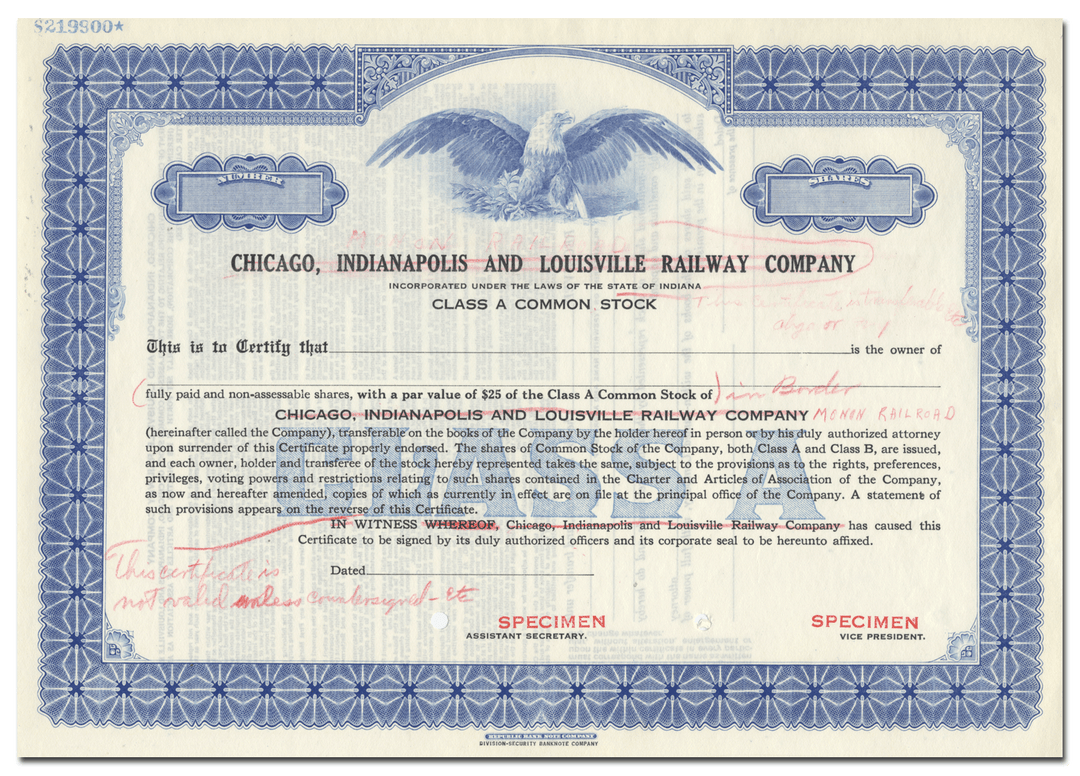 S219900★
NUMBER
SHARES
MONON RAILROAD
CHICAGO, INDIANAPOLIS AND LOUISVILLE RAILWAY COMPANY
INCORPORATED UNDER THE LAWS OF THE STATE OF INDIANA
CLASS A COMMON STOCK
This certificate is transferable
or
This is to Certify that is the owner of
(fully paid and non-assessable shares, with a par value of $25 of the Class A Common Stock of) in Border
CHICAGO, INDIANAPOLIS AND LOUISVILLE RAILWAY COMPANY MONON RAILROAD
(hereinafter called the Company), transferable on the books of the Company by the holder hereof in person or by his duly authorized attorney
upon surrender of this Certificate properly endorsed. The shares of Common Stock of the Company, both Class A and Class B, are issued,
and each owner, holder and transferee of the stock hereby represented takes the same, subject to the provisions as to the rights, preferences,
privileges, voting powers and restrictions relating to such shares contained in the Charter and Articles of Association of the Company,
as now and hereafter amended, copies of which as currently in effect are on file at the principal office of the Company. A statement of
such provisions appears on the reverse of this Certificate.
CLASS A
IN WITNESS WHEREOF, Chicago, Indianapolis and Louisville Railway Company has caused this
Certificate to be signed by its duly authorized officers and its corporate seal to be hereunto affixed.
This certificate is
not valid unless countersigned - etc
Dated
SPECIMEN SPECIMEN
ASSISTANT SECRETARY. VICE PRESIDENT.
REPUBLIC BANK NOTE COMPANY
DIVISION-SECURITY BANKNOTE COMPANY